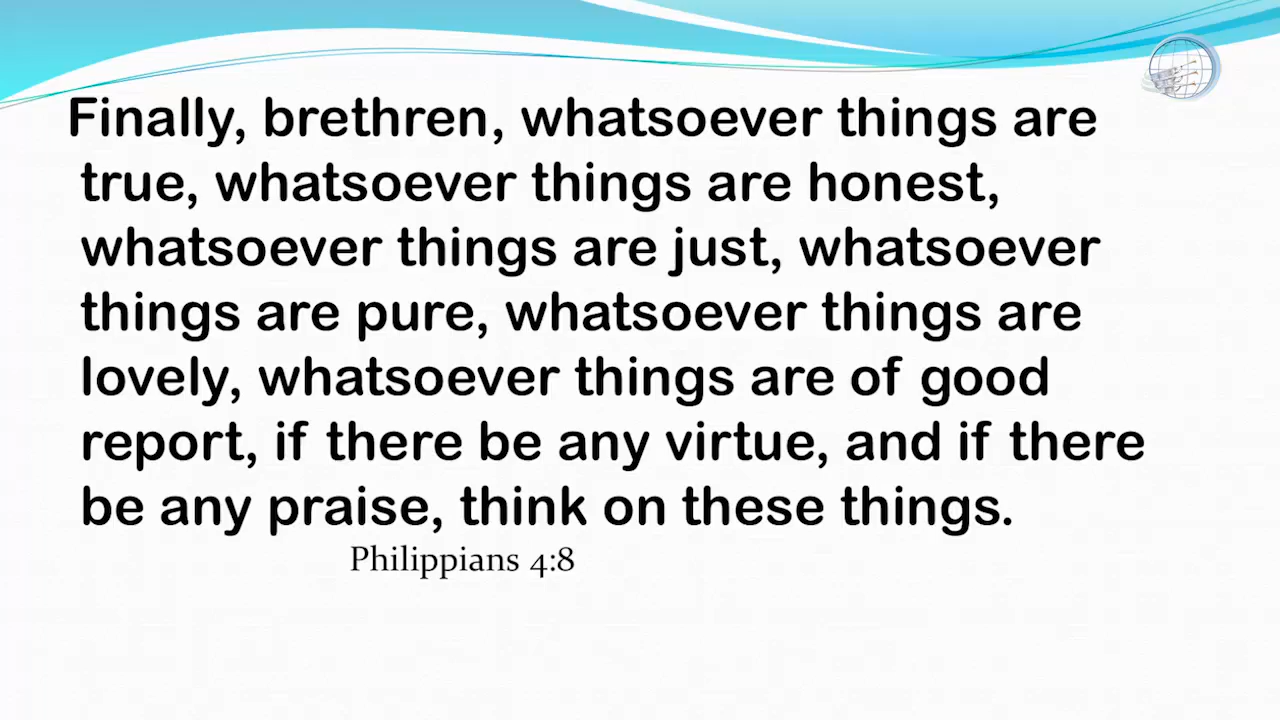 Finally, brethren, whatsoever things are
true, whatsoever things are honest,
whatsoever things are just, whatsoever
things are pure, whatsoever things are
lovely, whatsoever things are of good
report, if there be any virtue, and if there
be any praise, think on these things.
Philippians 4:8